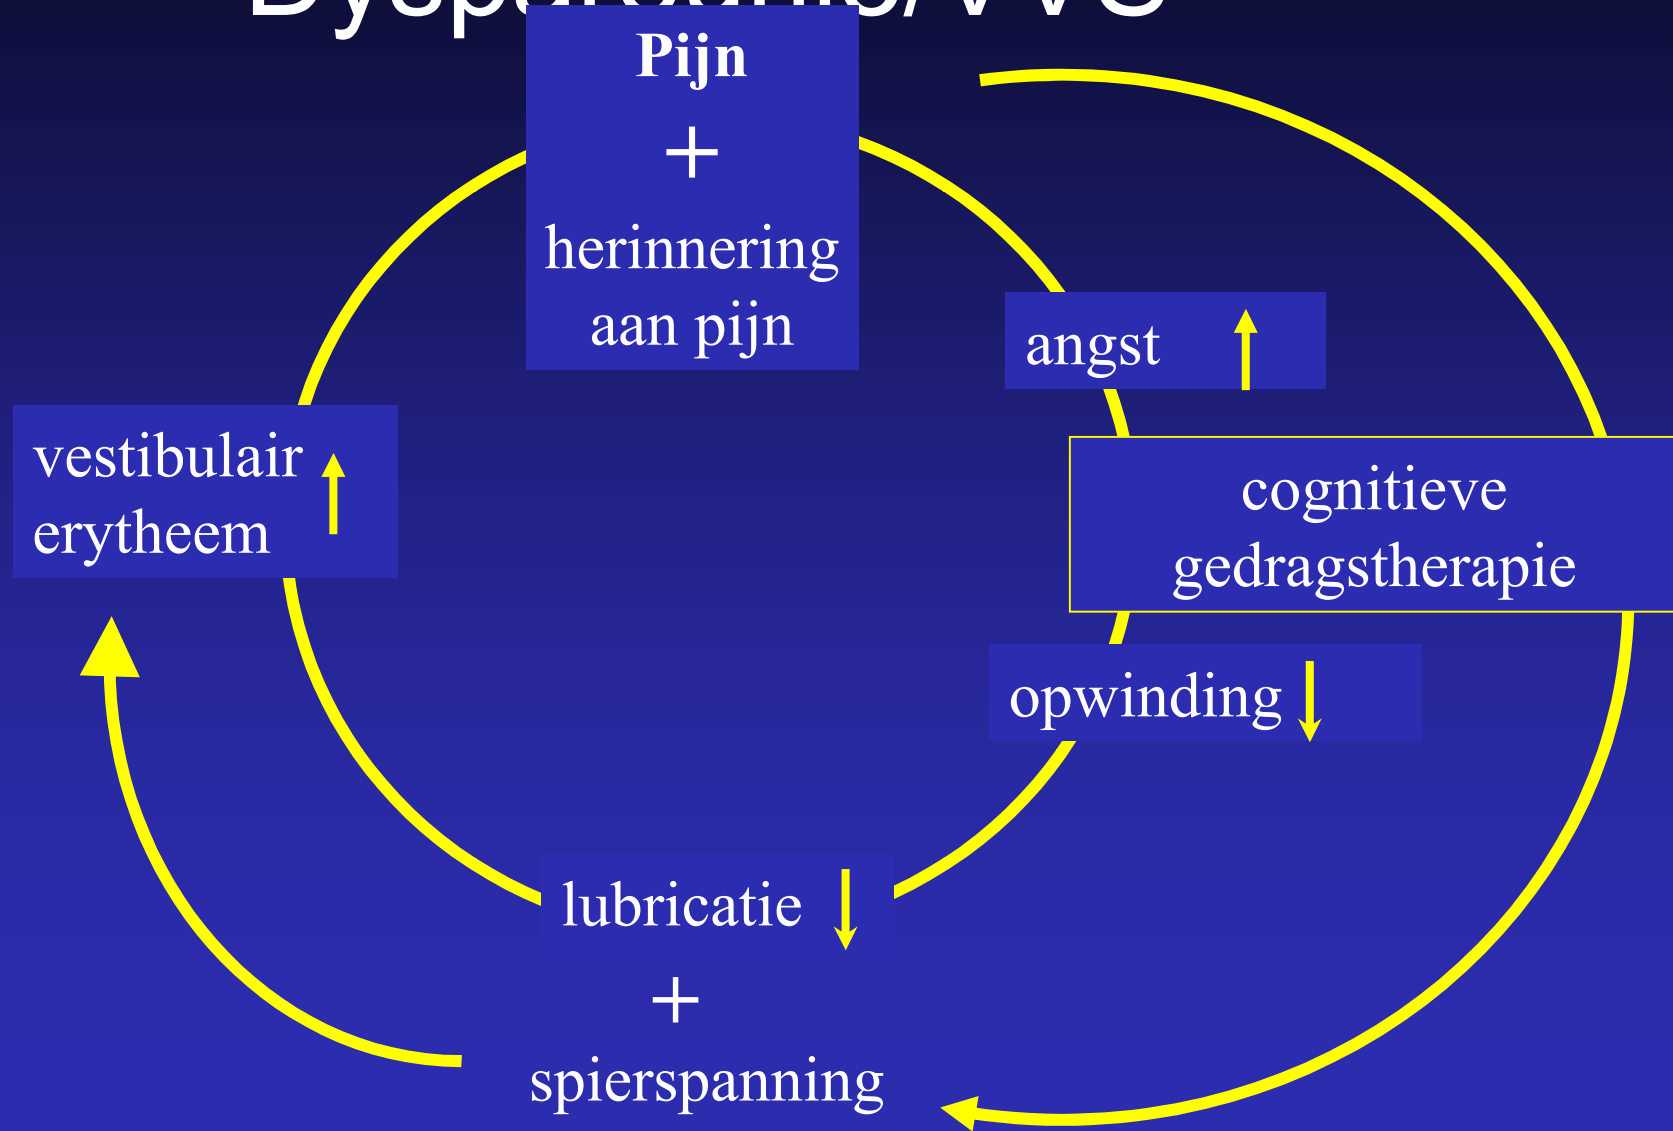 Pijn
+
herinnering
aan pijn
angst
vestibulair
erytheem
cognitieve
gedragstherapie
opwinding
lubricatie
+
spierspanning